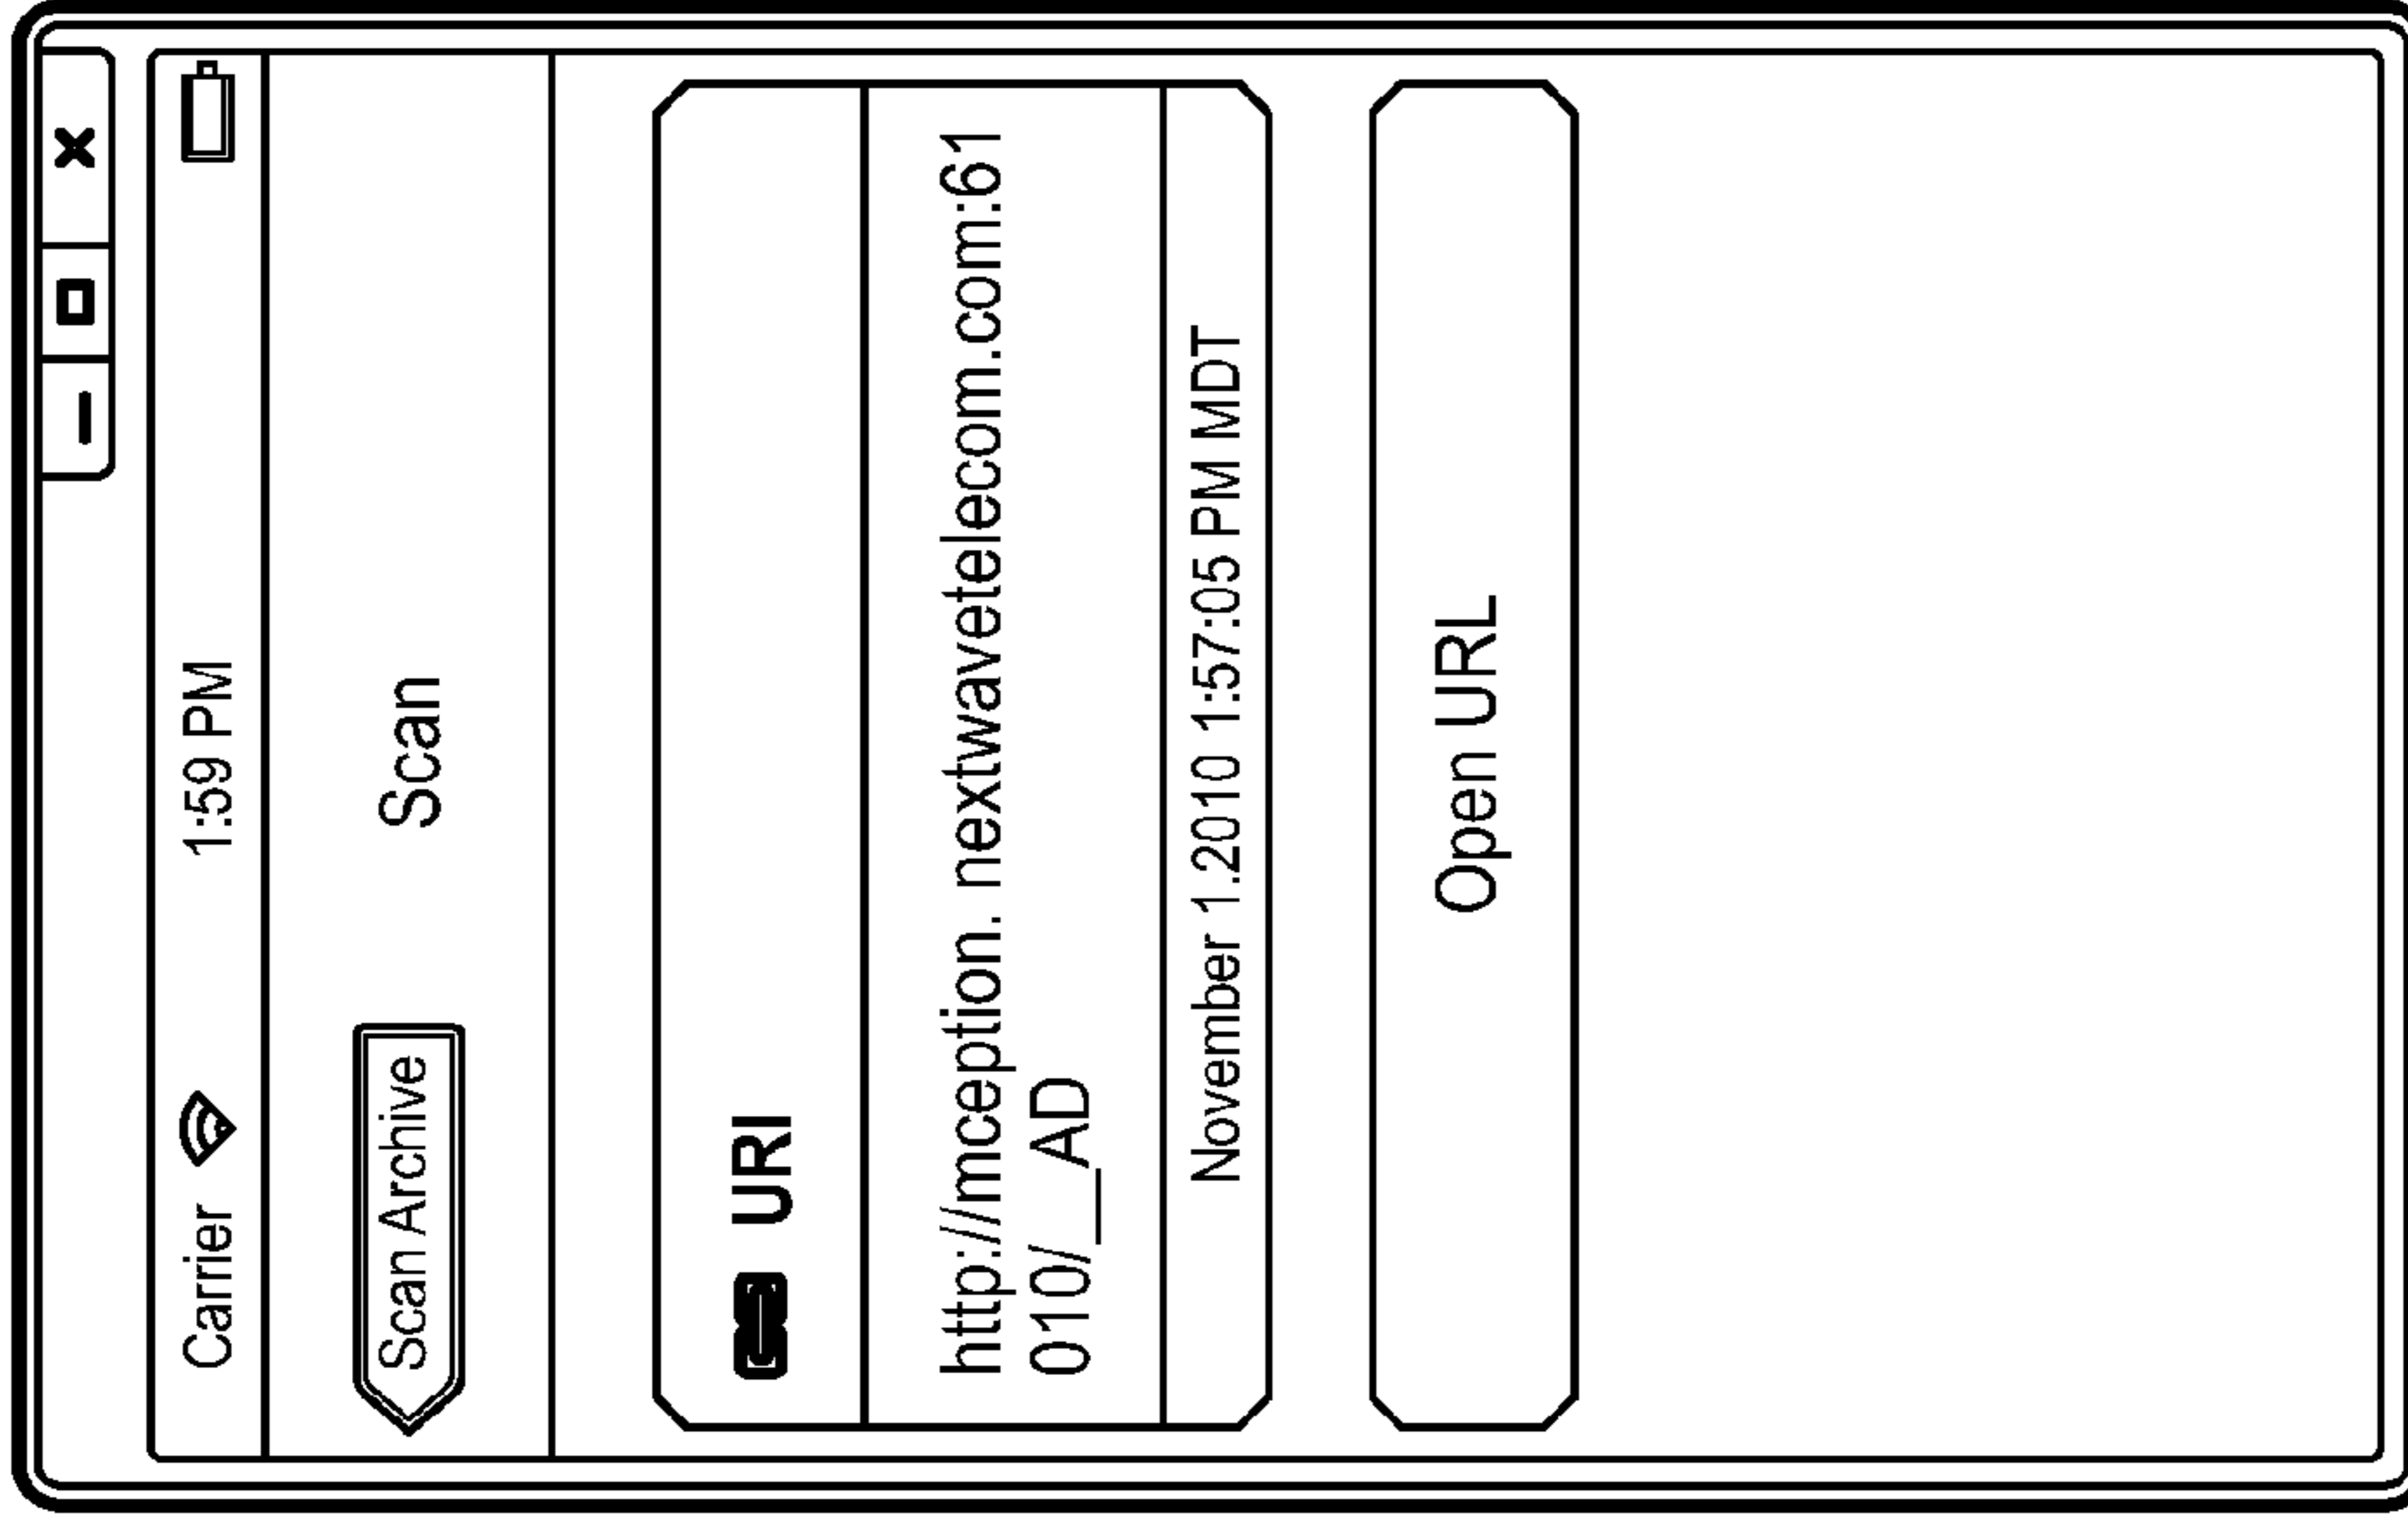 Carrier 1:59 PM
Scan Archive Scan
URI
http://mception. nextwavetelecom.com:61
010/__AD
November 1.2010 1:57:05 PM MDT
Open URL